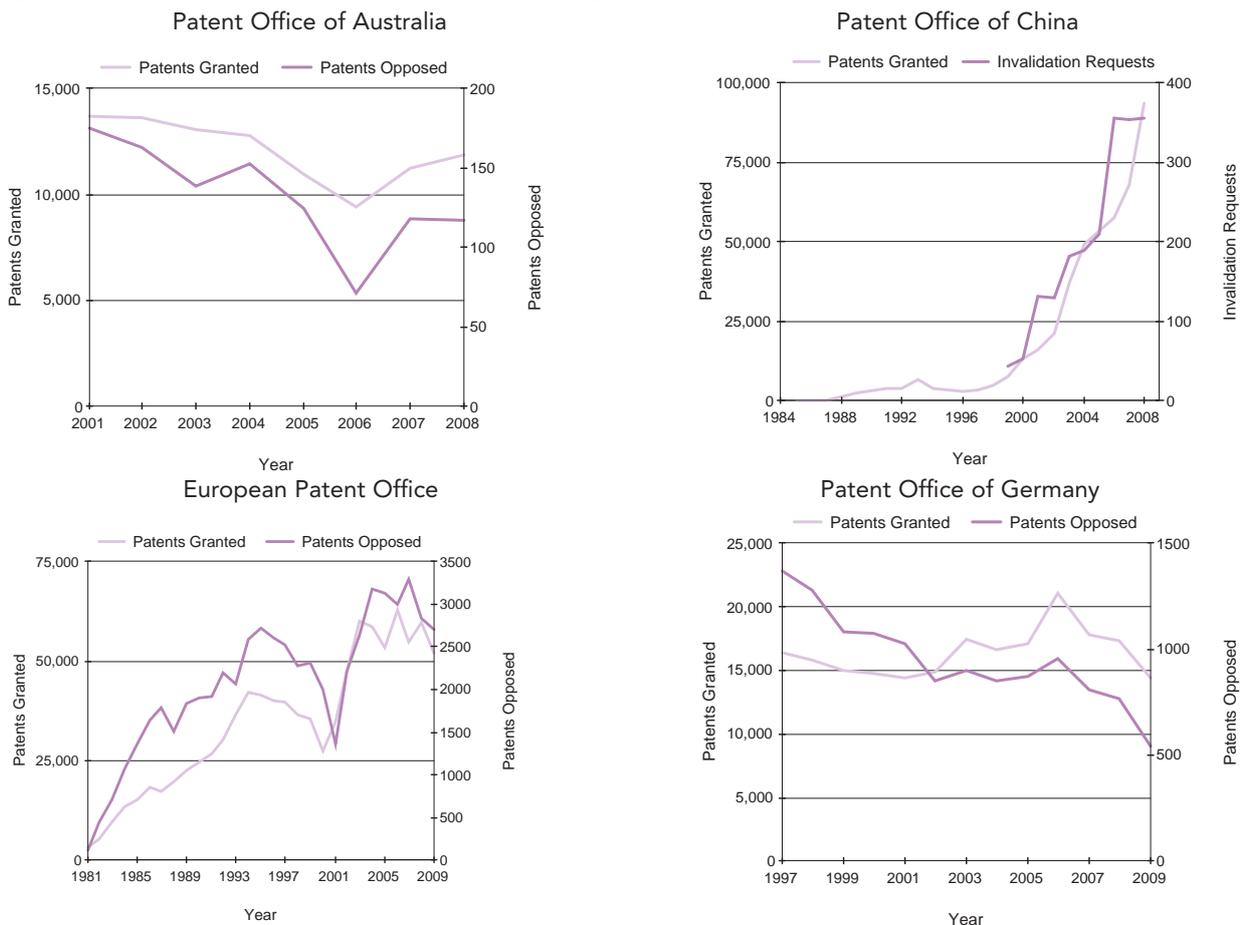 Patent Office of Australia
Patents Granted Patents Opposed
15,000 200
150
10,000
Patents Granted
Patents Opposed
100
5,000
50
0 0
2001 2002 2003 2004 2005 2006 2007 2008
Year
Patent Office of China
Patents Granted Invalidation Requests
100,000 400
75,000 300
Patents Granted
Invalidation Requests
50,000 200
25,000 100
0 0
1984 1988 1992 1996 2000 2004 2008
Year
European Patent Office
Patents Granted Patents Opposed
75,000 3500
3000
2500
50,000
2000
Patents Granted
Patents Opposed
1500
25,000
1000
500
0 0
1981 1985 1989 1993 1997 2001 2005 2009
Year
Patent Office of Germany
Patents Granted Patents Opposed
25,000 1500
20,000
1000
15,000
Patents Granted
Patents Opposed
10,000
500
5,000
0 0
1997 1999 2001 2003 2005 2007 2009
Year